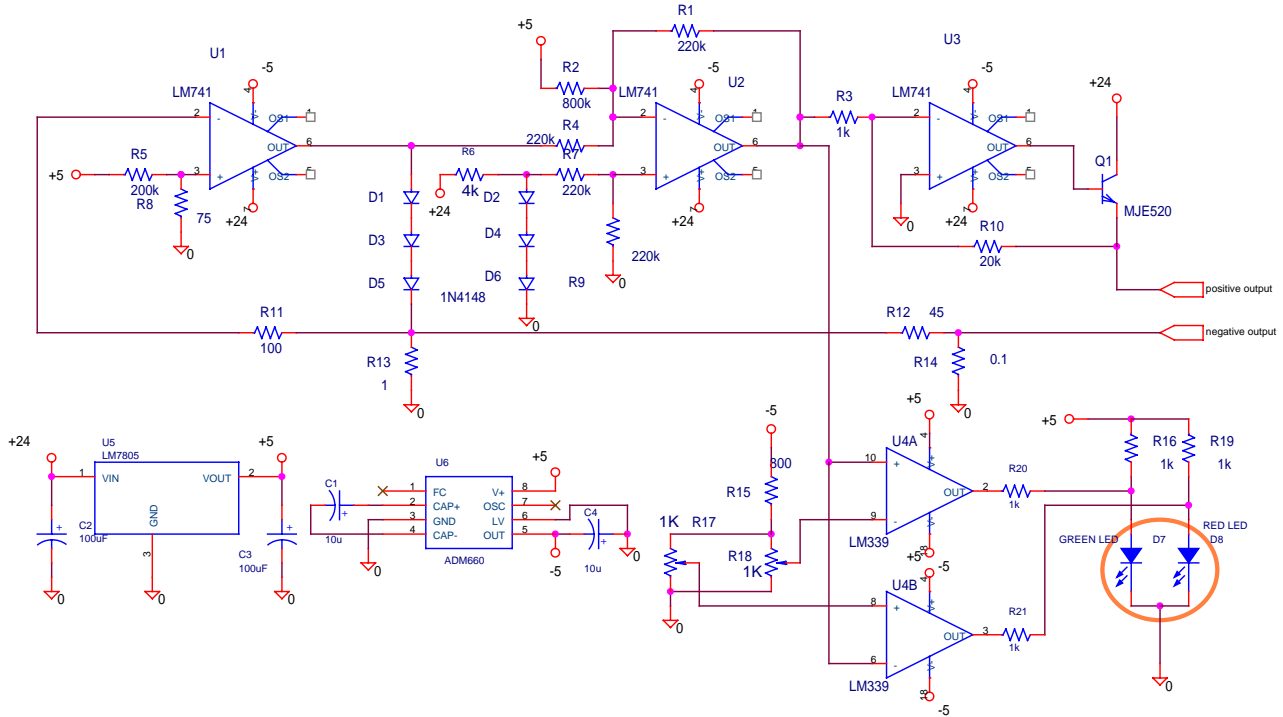 R1
220k
+5
R2
800k
U1
-5
LM741
4
V-
2
-
OS1
1
OUT
6
3
+
OS2
5
V+
7
+24
+5
R5
200k
R8
75
0
U2
-5
LM741
4
V-
2
-
OS1
1
OUT
6
3
+
OS2
5
V+
7
+24
R4
220k
R6
4k
+24
R7
220k
220k
R9
0
D1
D3
D5
D2
D4
D6
0
1N4148
R3
1k
U3
-5
LM741
4
V-
2
-
OS1
1
OUT
6
3
+
OS2
5
V+
7
+24
0
+24
Q1
MJE520
R10
20k
positive output
negative output
R11
100
R13
1
0
R12
45
R14
0.1
0
+24
U5
LM7805
+5
1
VIN
VOUT
2
GND
3
C2
100uF
C3
100uF
0
0
0
U6
+5
C1
10u
1
FC
2
CAP+
3
GND
4
CAP-
V+
8
OSC
7
LV
6
OUT
5
ADM660
C4
10u
0
0
-5
-5
800
R15
1K
R17
R18
1K
0
+5
U4A
4
V+
10
+
OUT
2
9
-
V-
18
LM339
-5
+5
U4B
4
V+
8
+
OUT
3
6
-
V-
18
LM339
-5
R20
1k
R21
1k
+5
R16
1k
R19
1k
GREEN LED
D7
RED LED
D8
0